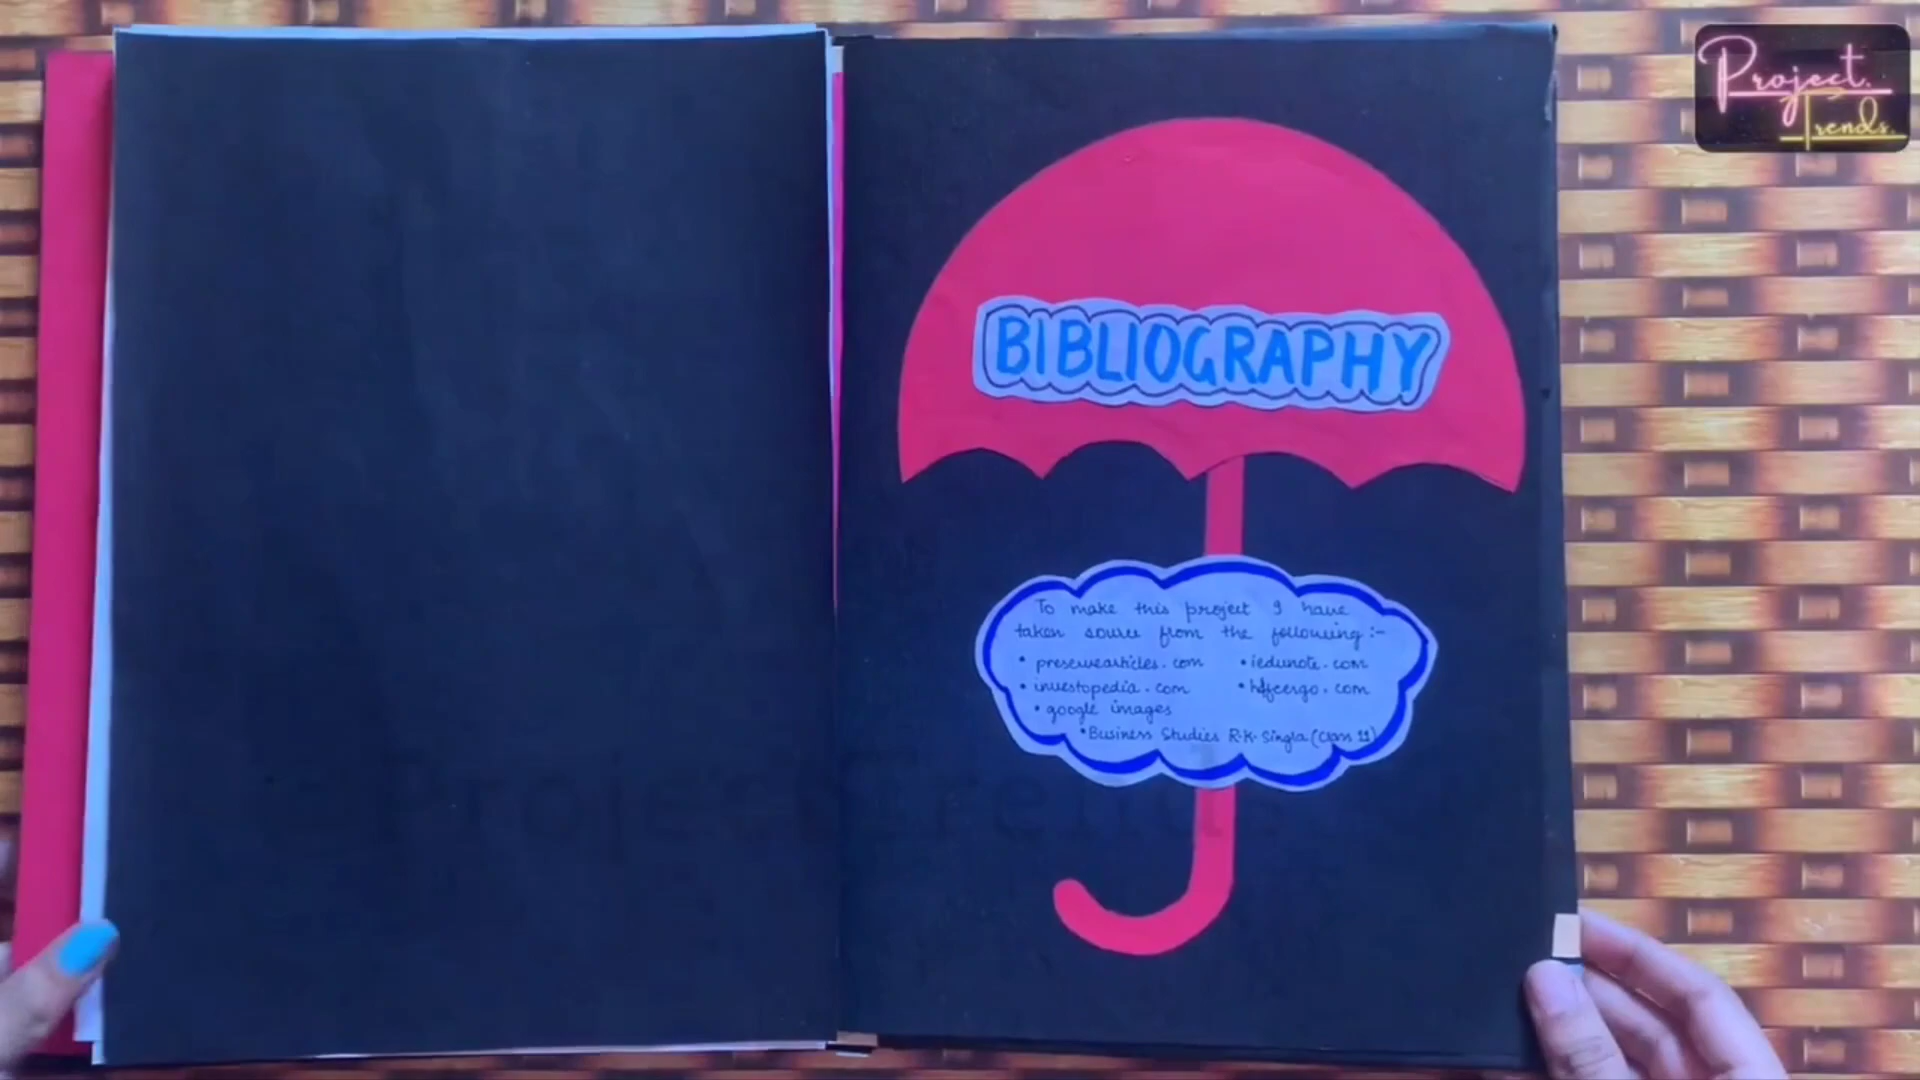 Project
Trends
BIBLIOGRAPHY
To make this project I have
taken source from the following :-
• preservearticles.com • iedunote.com
• investopedia.com • hdfcergo.com
• google images
• Business Studies R.K. Singla (Class 11)
ProjectTrends